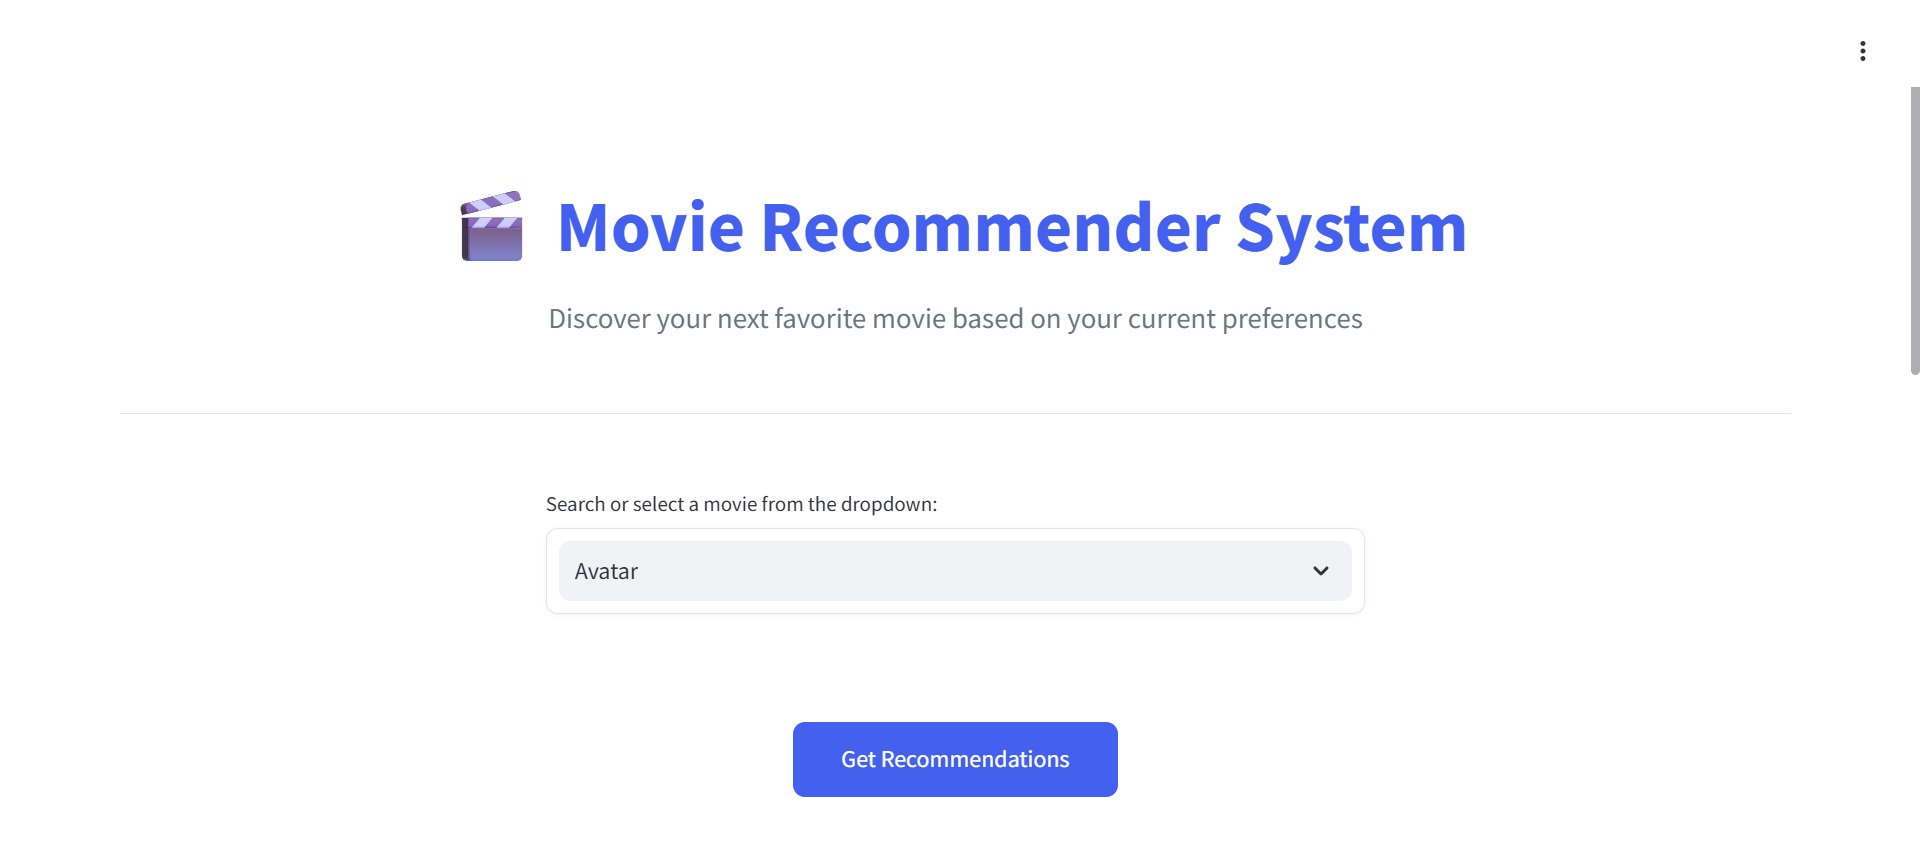 Movie Recommender System
Discover your next favorite movie based on your current preferences
Search or select a movie from the dropdown:
Avatar
Get Recommendations